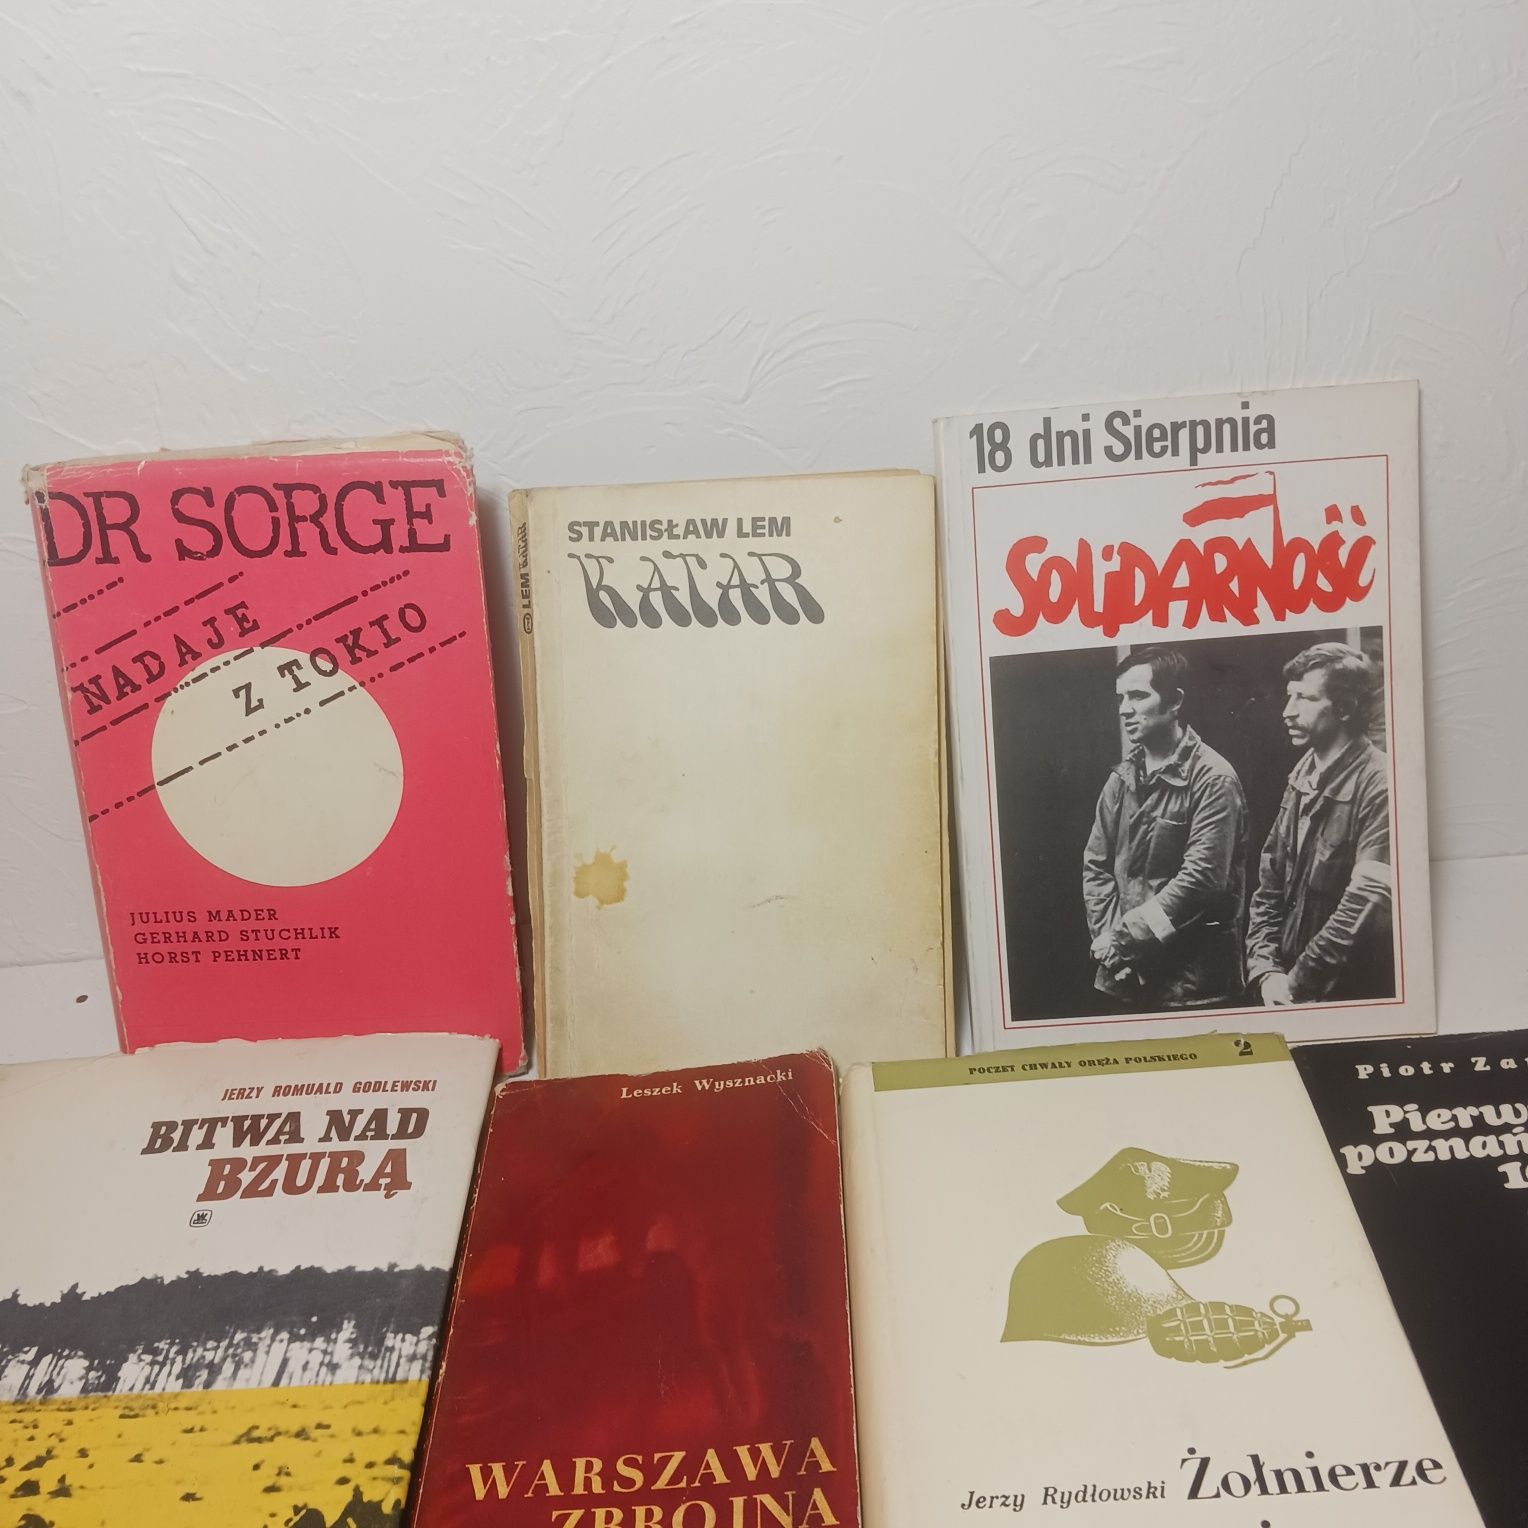 DR SORGE
NADAJE
Z TOKIO
JULIUS MADER
GERHARD STUCHLIK
HORST PEHNERT
LEM KATAR
STANISŁAW LEM
KATAR
18 dni Sierpnia
SOLiDARNOŚĆ
JERZY ROMUALD GODLEWSKI
BITWA NAD
BZURĄ
Leszek Wysznacki
WARSZAWA
ZBROJNA
POCZET CHWAŁY ORĘŻA POLSKIEGO 2
Jerzy Rydłowski Żołnierze
Piotr